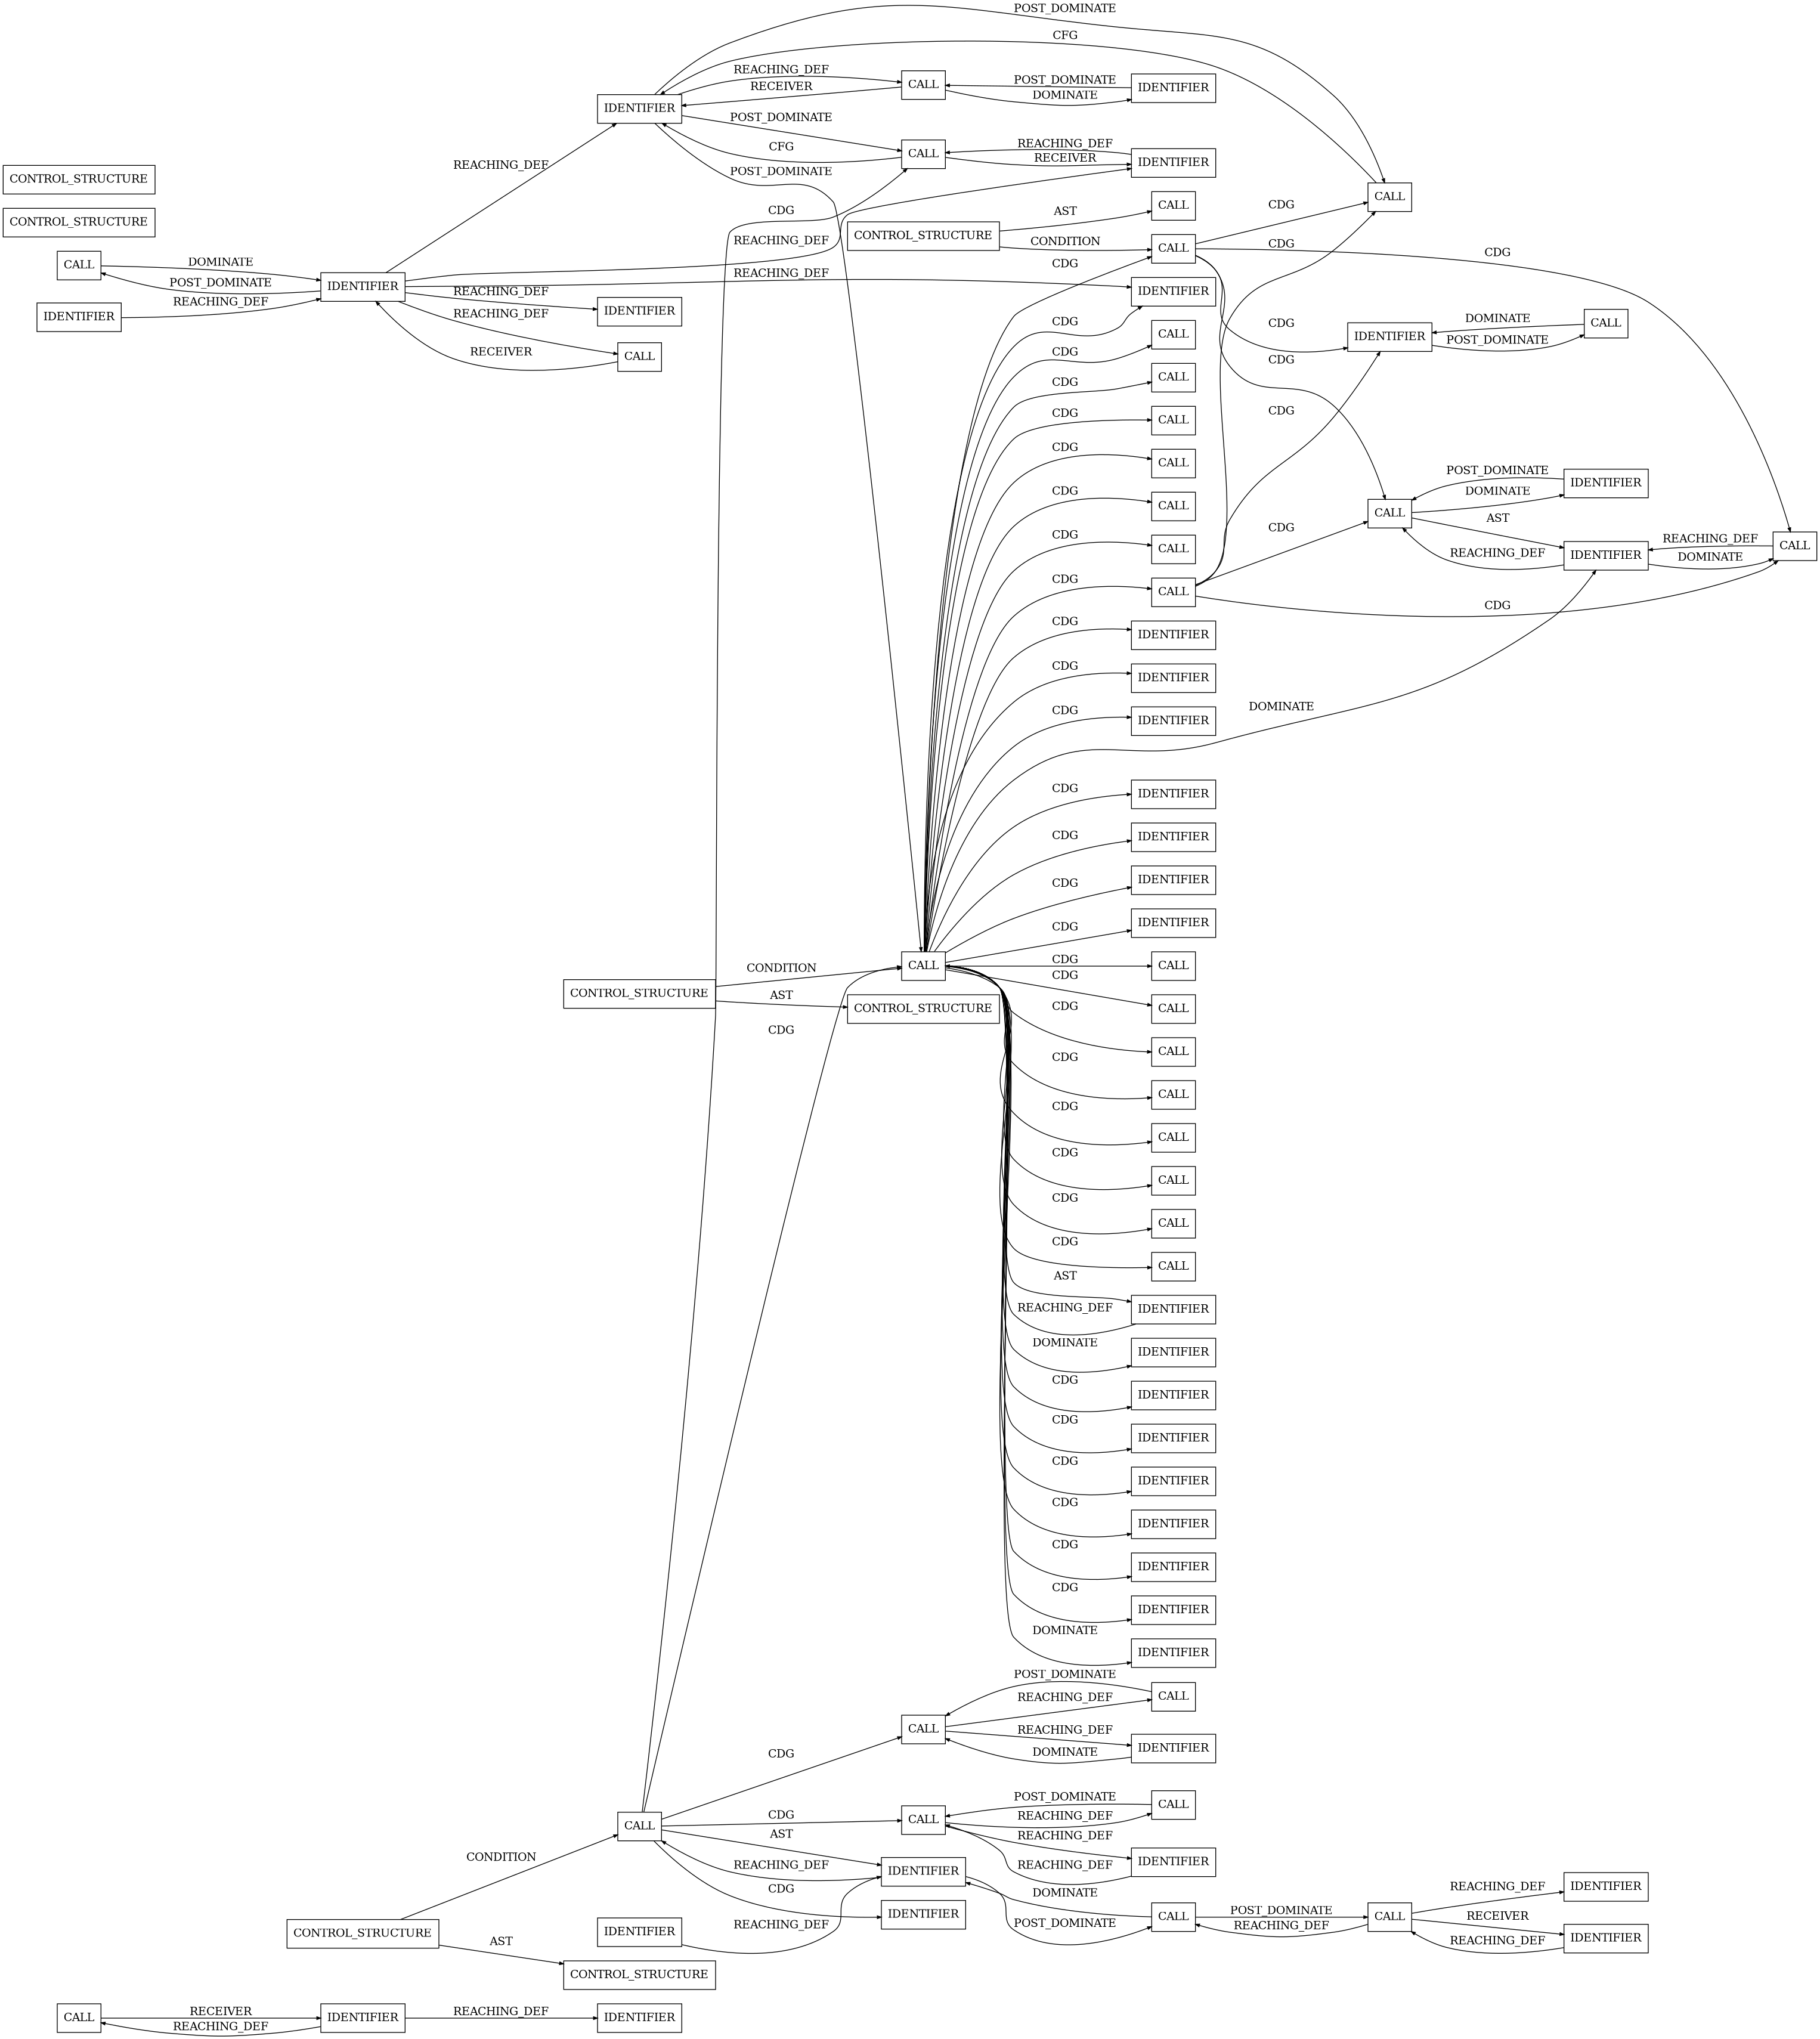 POST_DOMINATE
CFG
REACHING_DEF
CALL
POST_DOMINATE
IDENTIFIER
RECEIVER
DOMINATE
IDENTIFIER
POST_DOMINATE
REACHING_DEF
CFG
CALL
RECEIVER
IDENTIFIER
REACHING_DEF
POST_DOMINATE
CONTROL_STRUCTURE
CALL
CALL
CDG
AST
CDG
CONTROL_STRUCTURE
CONTROL_STRUCTURE
REACHING_DEF
CONDITION
CALL
CDG
CDG
CALL
DOMINATE
CDG
IDENTIFIER
REACHING_DEF
POST_DOMINATE
REACHING_DEF
IDENTIFIER
REACHING_DEF
IDENTIFIER
IDENTIFIER
REACHING_DEF
CDG
CDG
DOMINATE
CALL
CALL
IDENTIFIER
POST_DOMINATE
RECEIVER
CALL
CDG
CDG
CALL
CDG
CALL
CDG
CDG
CALL
CDG
CALL
POST_DOMINATE
IDENTIFIER
CDG
CALL
DOMINATE
CALL
AST
CDG
CDG
CALL
REACHING_DEF
CALL
REACHING_DEF
IDENTIFIER
DOMINATE
CDG
CALL
CDG
CDG
IDENTIFIER
CDG
IDENTIFIER
CDG
IDENTIFIER
DOMINATE
CDG
IDENTIFIER
CDG
IDENTIFIER
CDG
IDENTIFIER
CDG
IDENTIFIER
CALL
CDG
CALL
CONDITION
CDG
CONTROL_STRUCTURE
AST
CONTROL_STRUCTURE
CDG
CALL
CDG
CALL
CDG
CALL
CDG
CALL
CDG
CALL
CDG
CALL
CDG
CALL
AST
IDENTIFIER
REACHING_DEF
DOMINATE
IDENTIFIER
CDG
IDENTIFIER
CDG
IDENTIFIER
CDG
IDENTIFIER
CDG
IDENTIFIER
CDG
IDENTIFIER
CDG
IDENTIFIER
DOMINATE
IDENTIFIER
POST_DOMINATE
CALL
REACHING_DEF
CALL
REACHING_DEF
IDENTIFIER
CDG
DOMINATE
POST_DOMINATE
CALL
CALL
CDG
CALL
REACHING_DEF
AST
REACHING_DEF
CONDITION
REACHING_DEF
IDENTIFIER
REACHING_DEF
IDENTIFIER
CDG
DOMINATE
REACHING_DEF
IDENTIFIER
IDENTIFIER
POST_DOMINATE
CALL
CALL
RECEIVER
CONTROL_STRUCTURE
IDENTIFIER
REACHING_DEF
POST_DOMINATE
REACHING_DEF
REACHING_DEF
IDENTIFIER
AST
CONTROL_STRUCTURE
CALL
RECEIVER
IDENTIFIER
REACHING_DEF
IDENTIFIER
REACHING_DEF